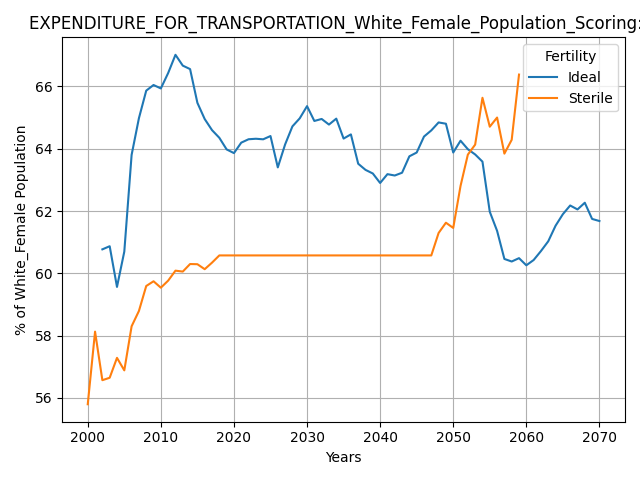 EXPENDITURE_FOR_TRANSPORTATION_White_Female_Population_Scoring:
Fertility
Ideal
Sterile
% of White_Female Population
66
64
62
60
58
56
2000 2010 2020 2030 2040 2050 2060 2070
Years